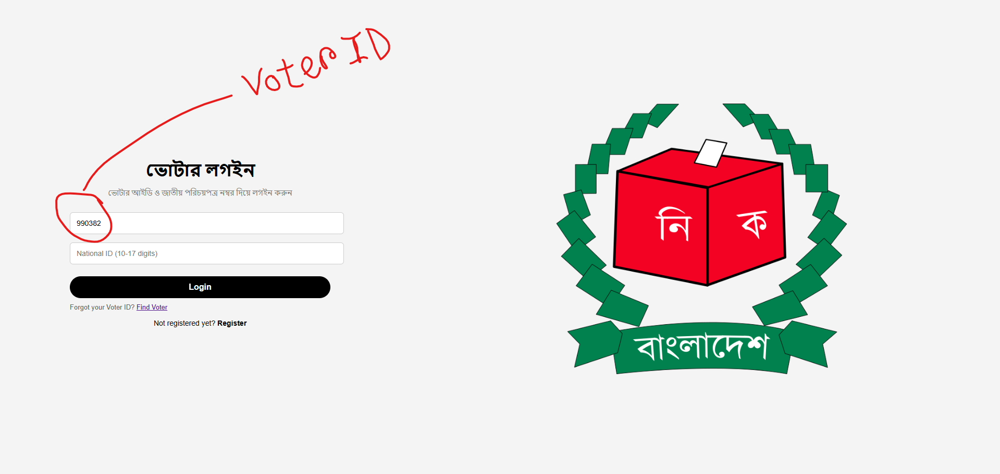 Voter ID
ভোটার লগইন
ভোটার আইডি ও জাতীয় পরিচয়পত্র নম্বর দিয়ে লগইন করুন
990382
National ID (10-17 digits)
Login
Forgot your Voter ID? Find Voter
Not registered yet? Register
নি ক
বাংলাদেশ